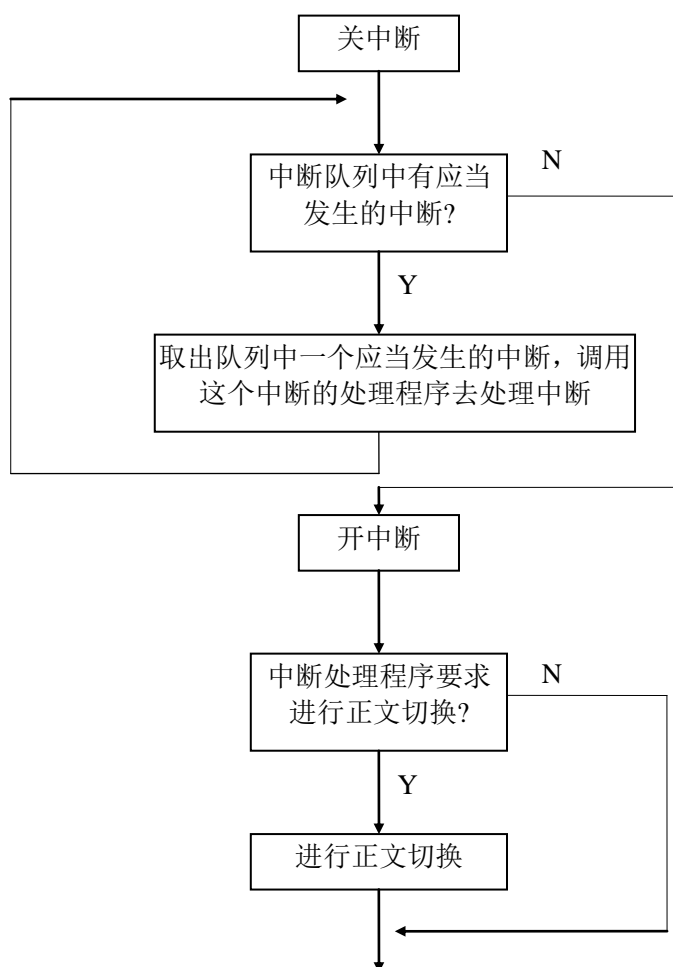 关中断
中断队列中有应当
发生的中断?
N
Y
取出队列中一个应当发生的中断，调用
这个中断的处理程序去处理中断
开中断
中断处理程序要求
进行正文切换?
N
Y
进行正文切换